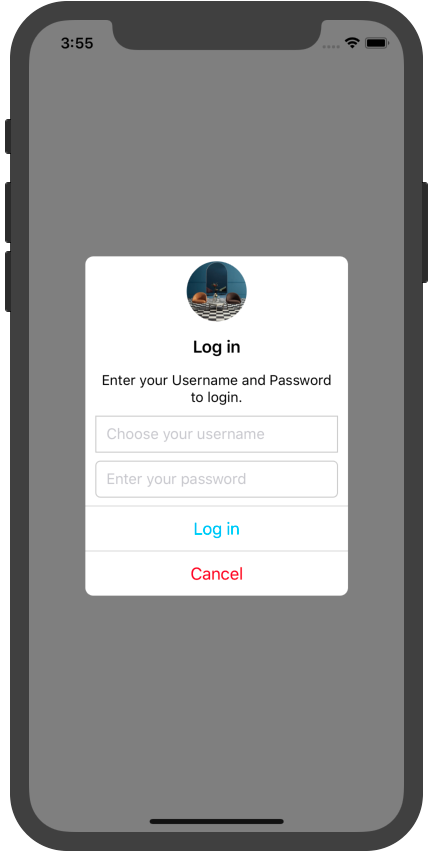 3:55
Log in
Enter your Username and Password
to login.
Choose your username
Enter your password
Log in
Cancel